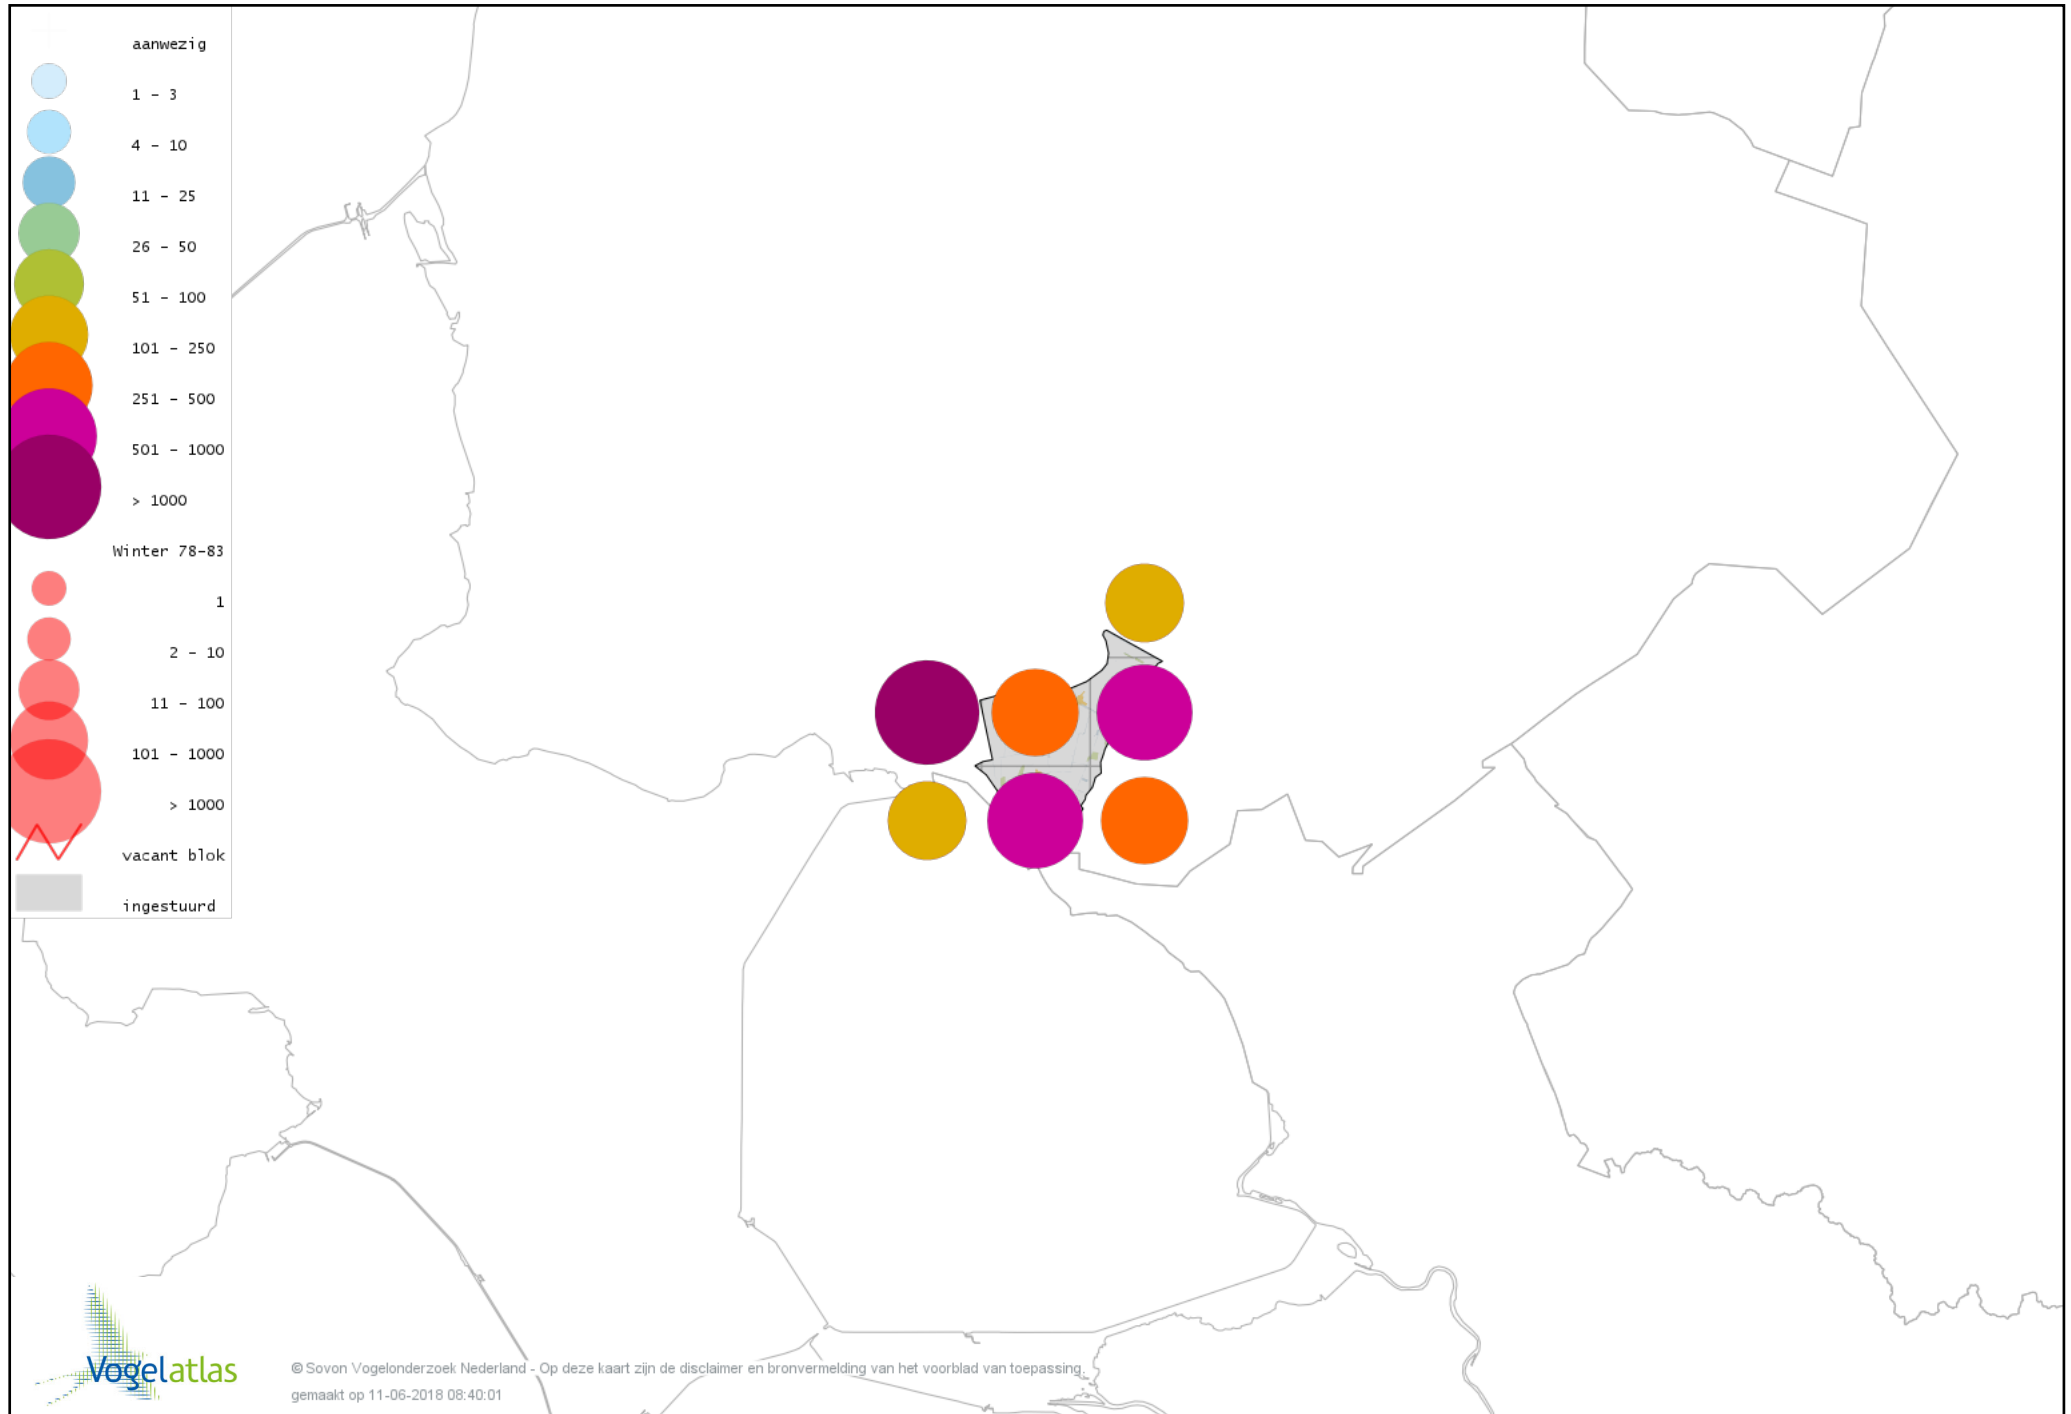 aanwezig
1 - 3
4 - 10
11 - 25
26 - 50
51 - 100
101 - 250
251 - 500
501 - 1000
> 1000
Winter 78-83
1
2 - 10
11 - 100
101 - 1000
> 1000
vacant blok
ingestuurd
Vogelatlas
© Sovon Vogelonderzoek Nederland - Op deze kaart zijn de disclaimer en bronvermelding van het voorblad van toepassing.
gemaakt op 11-06-2018 08:40:01